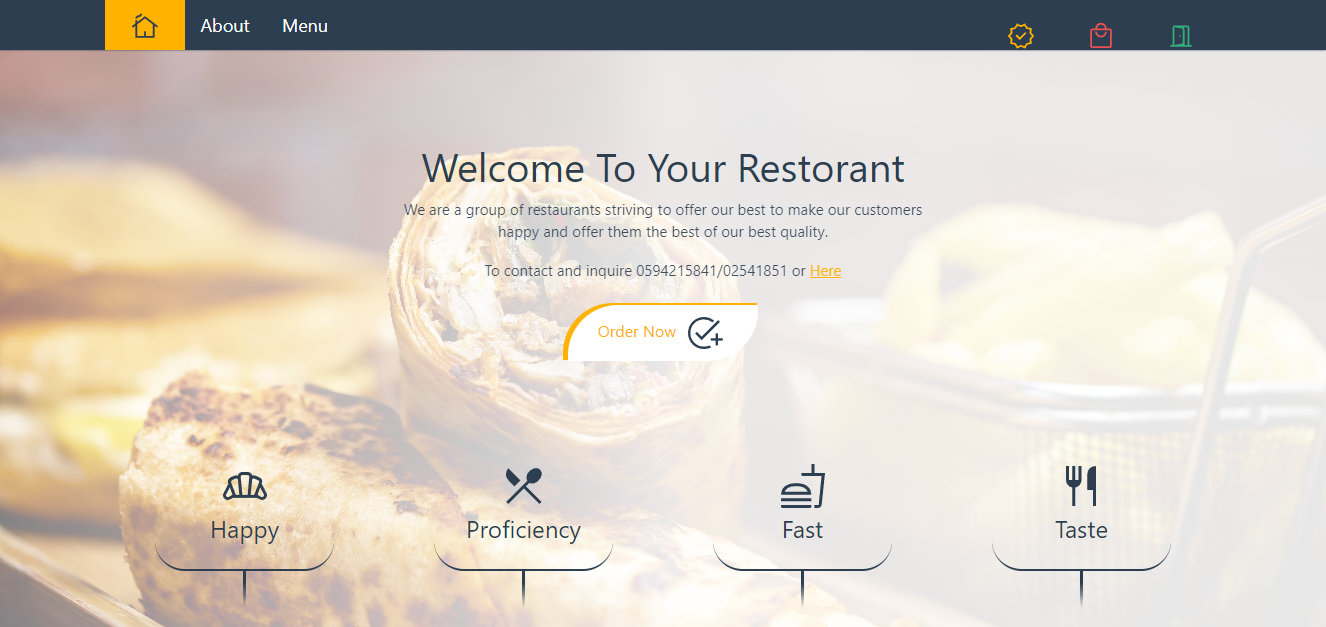 About Menu
Welcome To Your Restorant
We are a group of restaurants striving to offer our best to make our customers
happy and offer them the best of our best quality.
To contact and inquire 0594215841/02541851 or Here
Order Now
Happy Proficiency Fast Taste